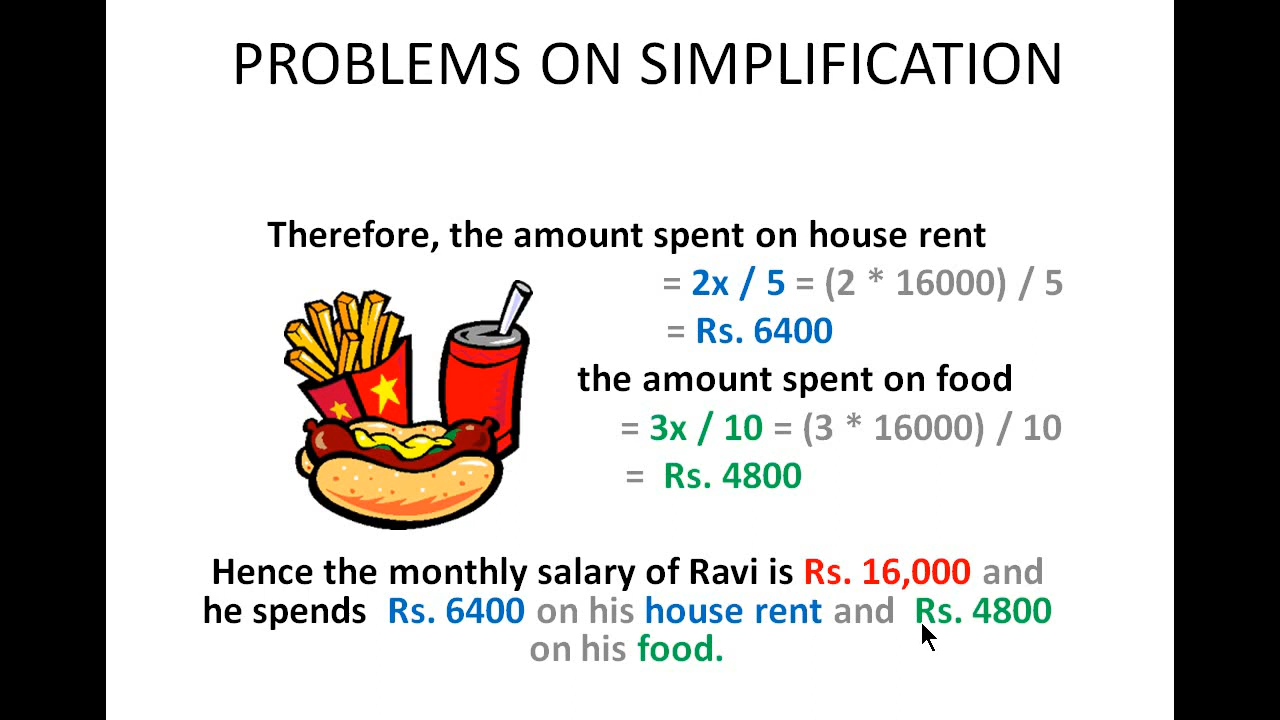 PROBLEMS ON SIMPLIFICATION
Therefore, the amount spent on house rent
= 2x / 5 = (2 * 16000) / 5
= Rs. 6400
the amount spent on food
= 3x / 10 = (3 * 16000) / 10
= Rs. 4800
Hence the monthly salary of Ravi is Rs. 16,000 and
he spends Rs. 6400 on his house rent and Rs. 4800
on his food.